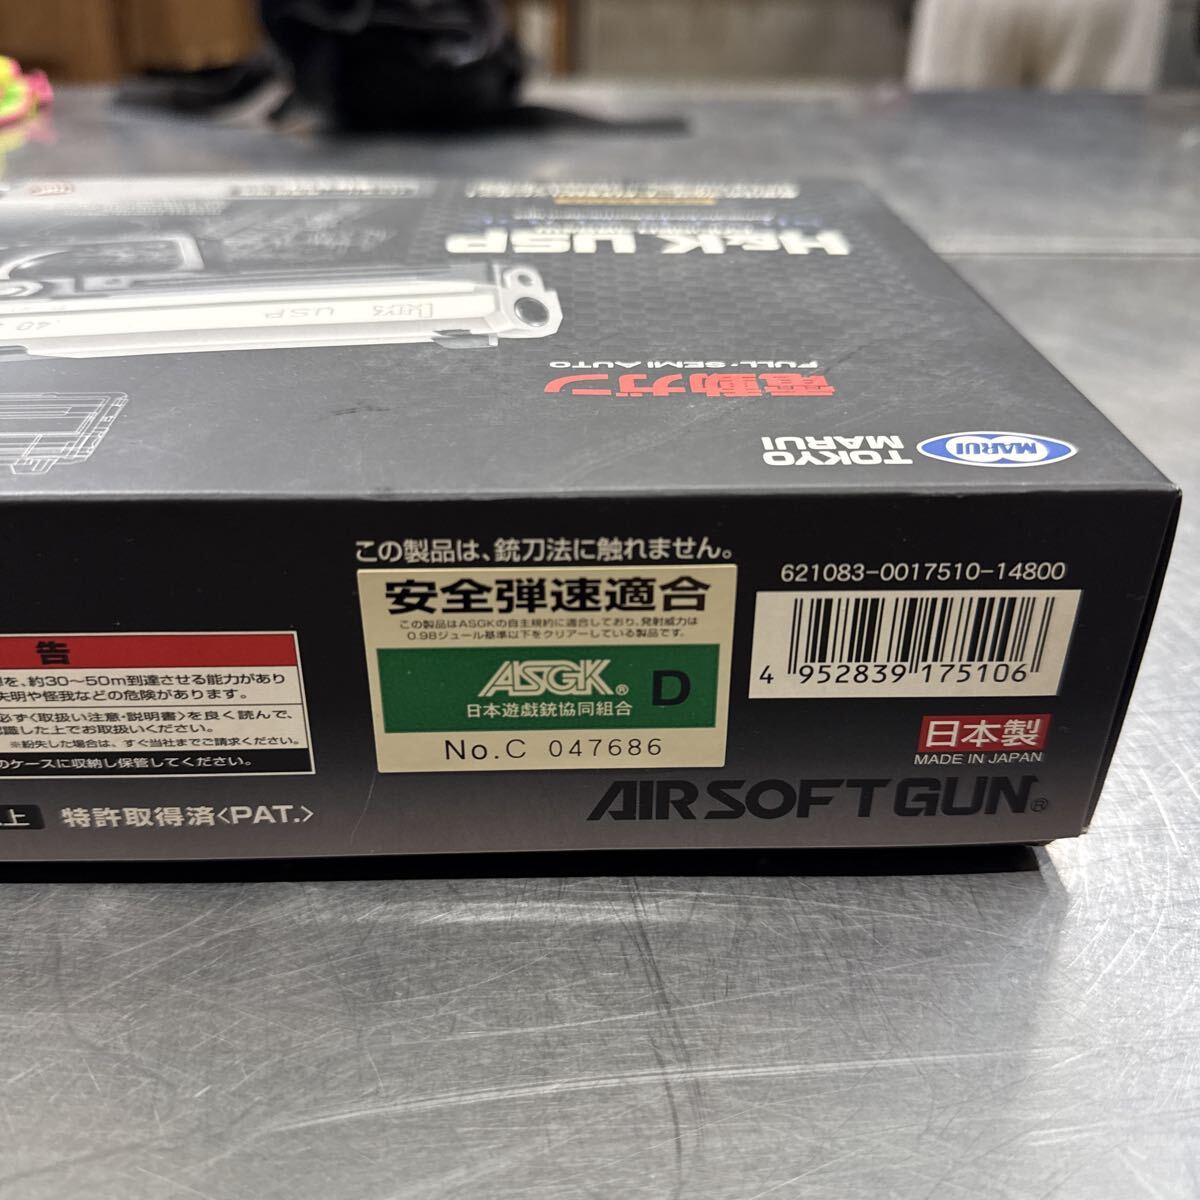 H&K USP
H&K USP .40
電動ガン
FULL/SEMI AUTO
TOKYO
MARUI
MARUI
この製品は、銃刀法に触れません。
安全弾速適合
この製品はASGKの自主規約に適合しており、発射威力は
0.98ジュール基準以下をクリアーしている製品です。
ASGK® D
日本遊戯銃協同組合
No.C 047686
621083-0017510-14800
4 952839 175106
日本製
MADE IN JAPAN
AIRSOFTGUN®
告
を、約30〜50m到達させる能力があり
失明や怪我などの危険があります。
必ず〈取扱い注意・説明書〉を良く読んで、
認識した上でお取扱いください。
※紛失した場合は、すぐ当社までご請求ください。
のケースに収納し保管してください。
上 特許取得済〈PAT.〉